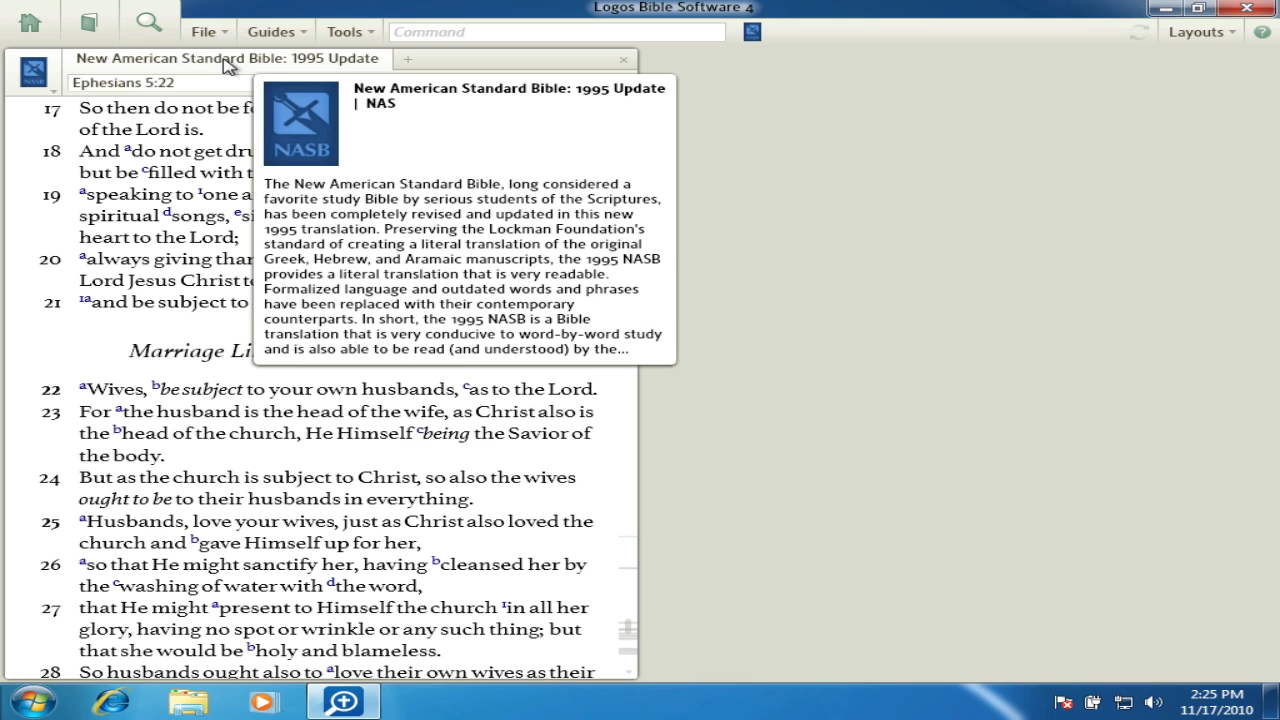 Logos Bible Software 4
File Guides Tools Command Layouts
New American Standard Bible: 1995 Update
NASB
Ephesians 5:22
New American Standard Bible: 1995 Update
| NAS
NASB
The New American Standard Bible, long considered a
favorite study Bible by serious students of the Scriptures,
has been completely revised and updated in this new
1995 translation. Preserving the Lockman Foundation's
standard of creating a literal translation of the original
Greek, Hebrew, and Aramaic manuscripts, the 1995 NASB
provides a literal translation that is very readable.
Formalized language and outdated words and phrases
have been replaced with their contemporary
counterparts. In short, the 1995 NASB is a Bible
translation that is very conducive to word-by-word study
and is also able to be read (and understood) by the...
17 So then do not be fo
of the Lord is.
18 And a do not get dru
but be c filled with t
19 a speaking to 1 one a
spiritual d songs, e si
heart to the Lord;
20 a always giving than
Lord Jesus Christ to
21 1a and be subject to
Marriage Li
22 a Wives, b be subject to your own husbands, c as to the Lord.
23 For a the husband is the head of the wife, as Christ also is
the b head of the church, He Himself c being the Savior of
the body.
24 But as the church is subject to Christ, so also the wives
ought to be to their husbands in everything.
25 a Husbands, love your wives, just as Christ also loved the
church and b gave Himself up for her,
26 a so that He might sanctify her, having b cleansed her by
the c washing of water with d the word,
27 that He might a present to Himself the church 1 in all her
glory, having no spot or wrinkle or any such thing; but
that she would be b holy and blameless.
28 So husbands ought also to a love their own wives as their
2:25 PM
11/17/2010